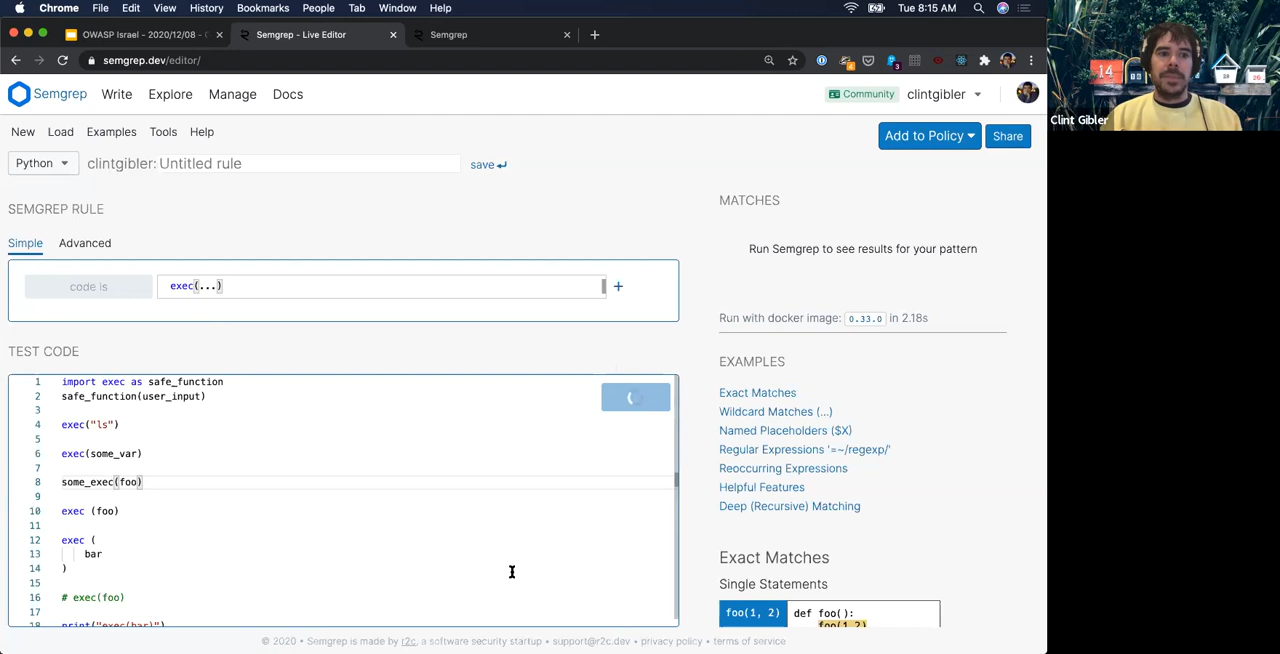 Chrome File Edit View History Bookmarks People Tab Window Help Tue 8:15 AM
OWASP Israel - 2020/12/08 - Semgrep - Live Editor Semgrep
semgrep.dev/editor/ 4 3
Semgrep Write Explore Manage Docs Community clintgibler
New Load Examples Tools Help Add to Policy Share
Python clintgibler: Untitled rule save
SEMGREP RULE
Simple Advanced
code is exec(...)
TEST CODE
1 import exec as safe_function
2 safe_function(user_input)
3
4 exec("ls")
5
6 exec(some_var)
7
8 some_exec(foo)
9
10 exec (foo)
11
12 exec (
13 bar
14 )
15
16 # exec(foo)
17
18 print("exec(bar)")
MATCHES
Run Semgrep to see results for your pattern
Run with docker image: 0.33.0 in 2.18s
EXAMPLES
Exact Matches
Wildcard Matches (...)
Named Placeholders ($X)
Regular Expressions '=~/regexp/'
Reoccurring Expressions
Helpful Features
Deep (Recursive) Matching
Exact Matches
Single Statements
foo(1, 2) def foo():
foo(1,2)
© 2020 • Semgrep is made by r2c, a software security startup • support@r2c.dev • privacy policy • terms of service
14
Clint Gibler